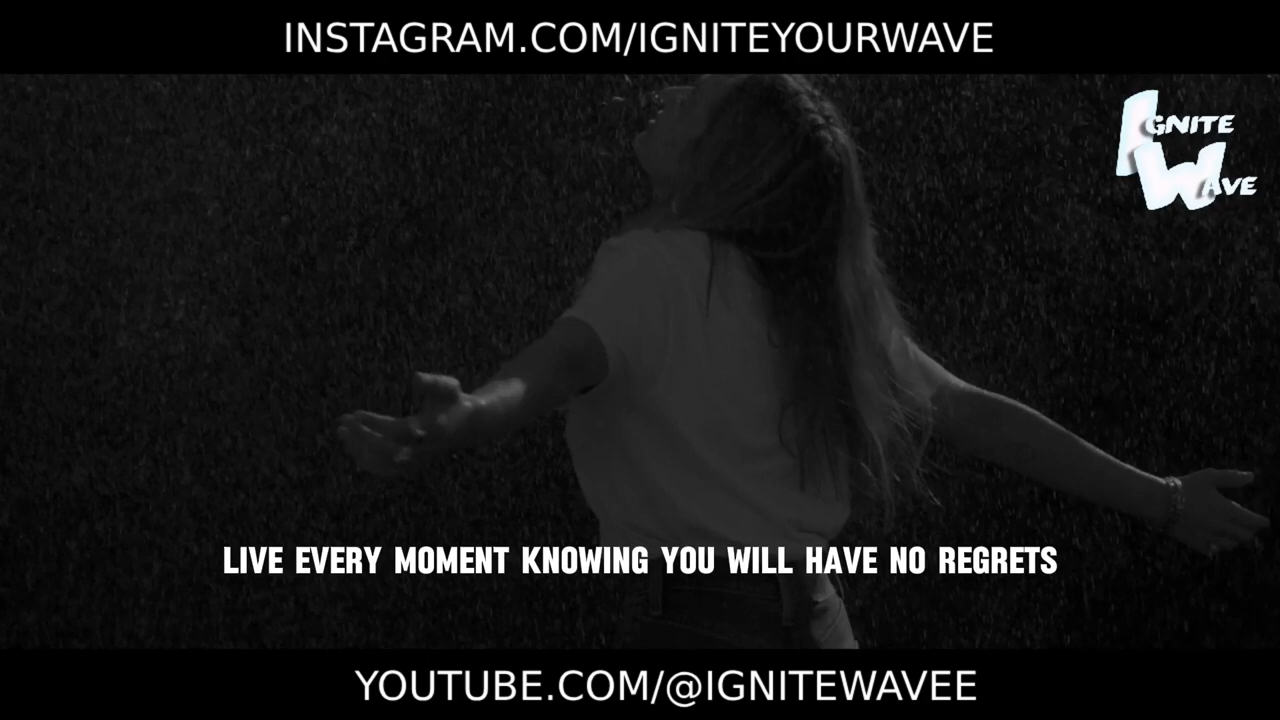 INSTAGRAM.COM/IGNITEYOURWAVE
IGNITE
WAVE
LIVE EVERY MOMENT KNOWING YOU WILL HAVE NO REGRETS
YOUTUBE.COM/@IGNITEWAVEE